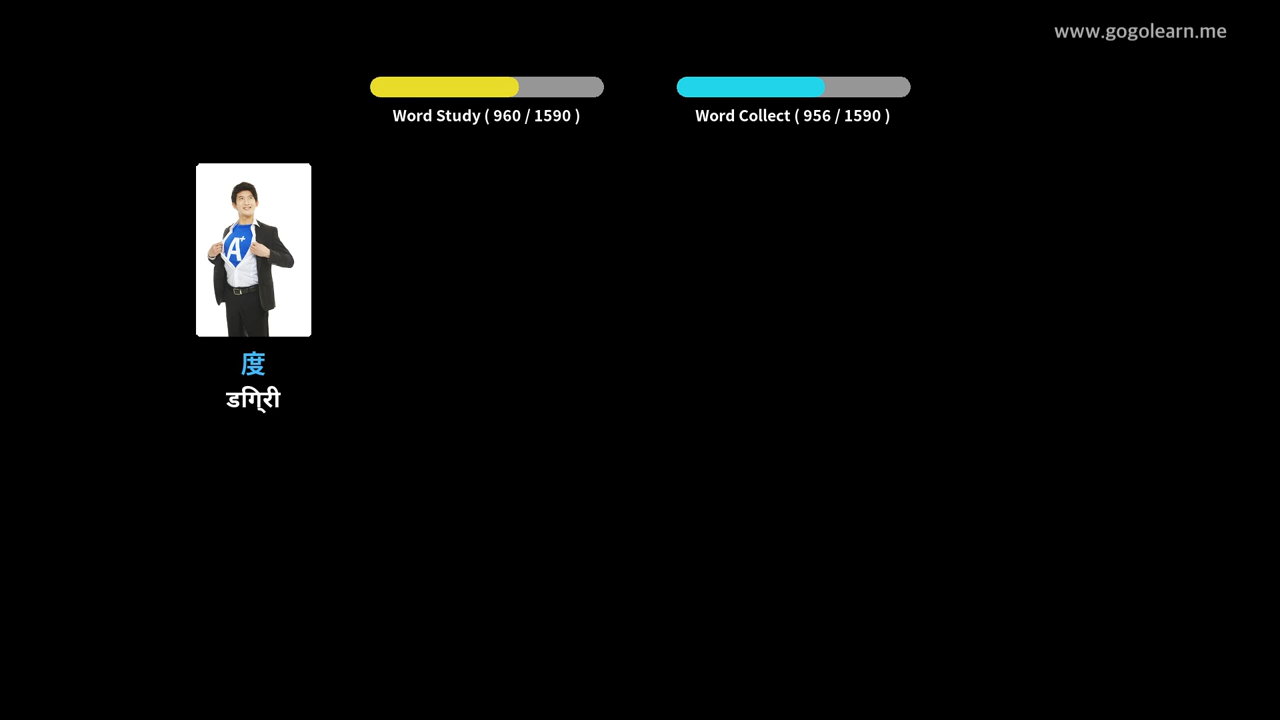 www.gogolearn.me
Word Study ( 960 / 1590 )
Word Collect ( 956 / 1590 )
A+
度
डिग्री